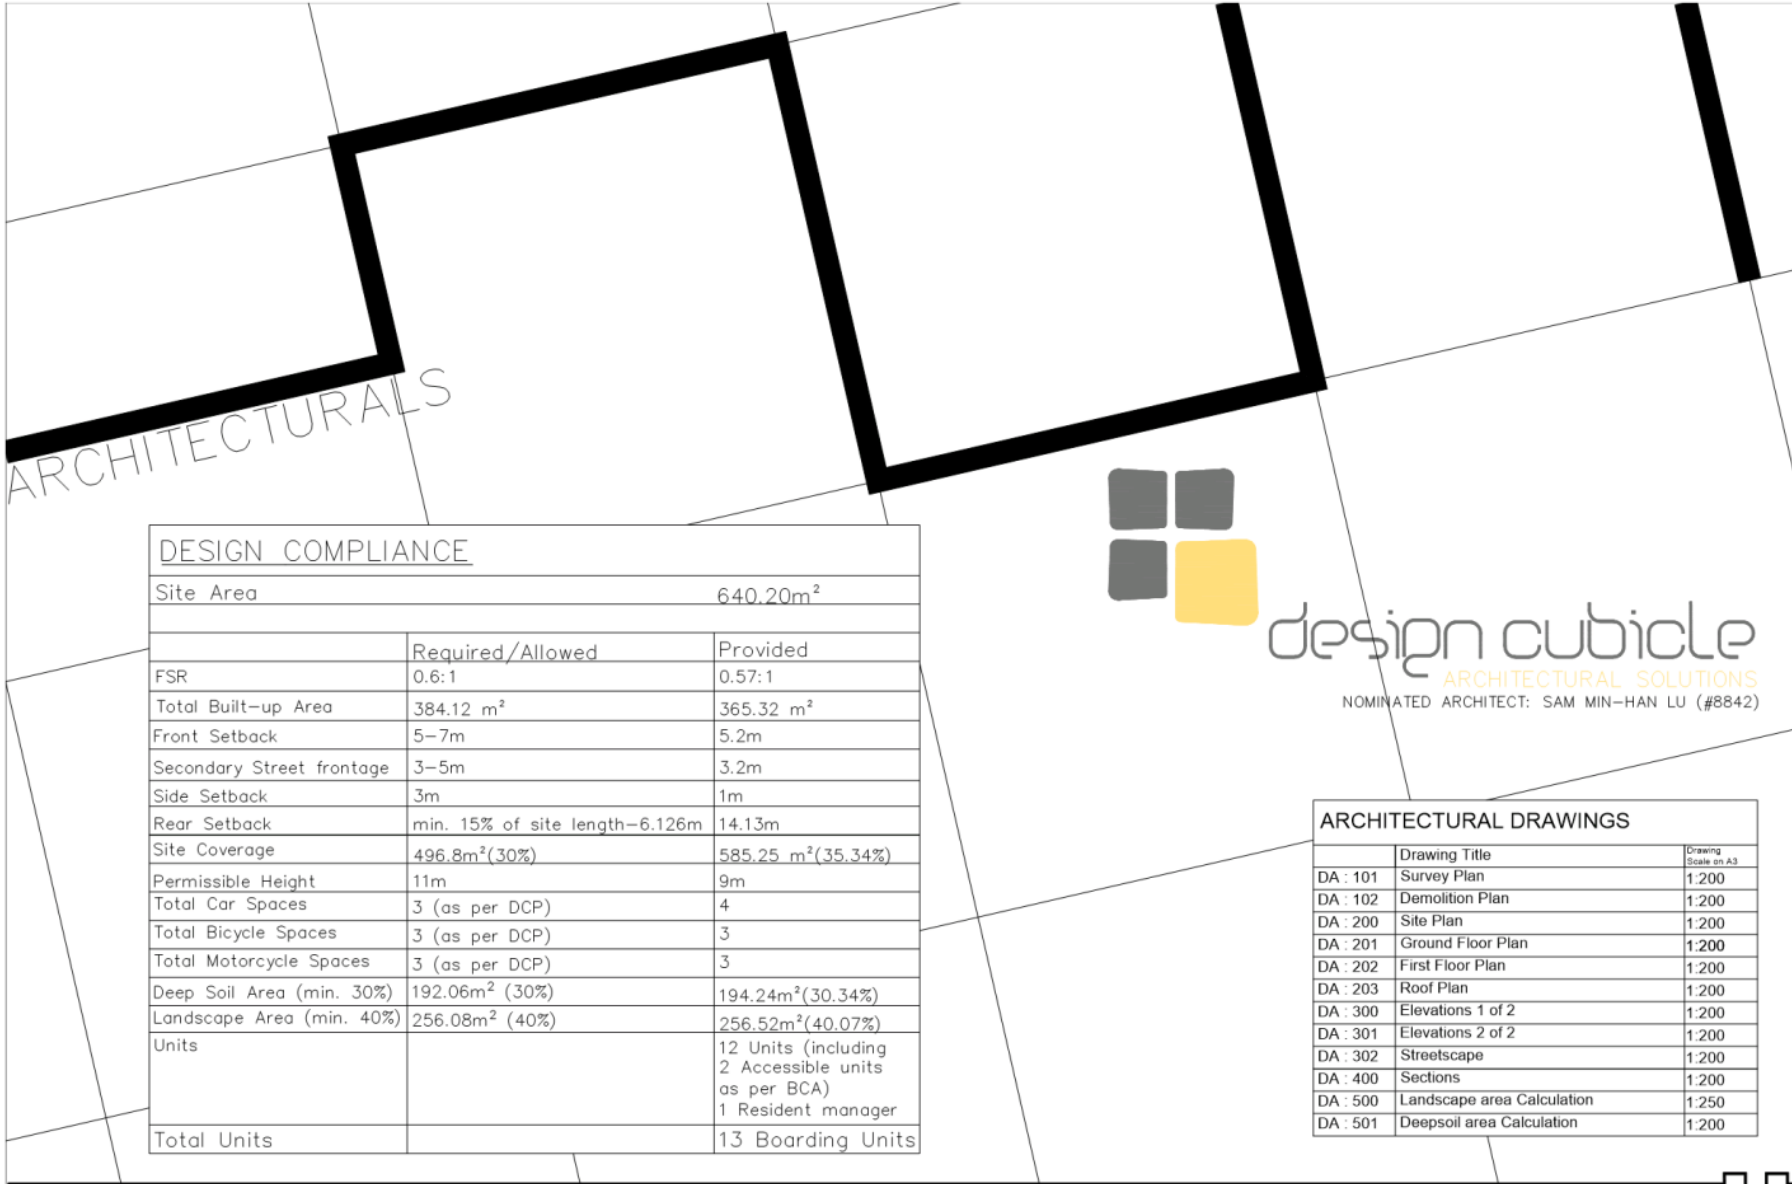 ARCHITECTURALS
DESIGN COMPLIANCE
Site Area 640.20m²
Required/Allowed Provided
FSR 0.6:1 0.57:1
Total Built-up Area 384.12 m² 365.32 m²
Front Setback 5-7m 5.2m
Secondary Street frontage 3-5m 3.2m
Side Setback 3m 1m
Rear Setback min. 15% of site length-6.126m 14.13m
Site Coverage 496.8m²(30%) 585.25 m²(35.34%)
Permissible Height 11m 9m
Total Car Spaces 3 (as per DCP) 4
Total Bicycle Spaces 3 (as per DCP) 3
Total Motorcycle Spaces 3 (as per DCP) 3
Deep Soil Area (min. 30%) 192.06m² (30%) 194.24m²(30.34%)
Landscape Area (min. 40%) 256.08m² (40%) 256.52m²(40.07%)
Units 12 Units (including
2 Accessible units
as per BCA)
1 Resident manager
Total Units 13 Boarding Units
design cubicle
ARCHITECTURAL SOLUTIONS
NOMINATED ARCHITECT: SAM MIN-HAN LU (#8842)
ARCHITECTURAL DRAWINGS
Drawing Title Drawing
Scale on A3
DA : 101 Survey Plan 1:200
DA : 102 Demolition Plan 1:200
DA : 200 Site Plan 1:200
DA : 201 Ground Floor Plan 1:200
DA : 202 First Floor Plan 1:200
DA : 203 Roof Plan 1:200
DA : 300 Elevations 1 of 2 1:200
DA : 301 Elevations 2 of 2 1:200
DA : 302 Streetscape 1:200
DA : 400 Sections 1:200
DA : 500 Landscape area Calculation 1:250
DA : 501 Deepsoil area Calculation 1:200